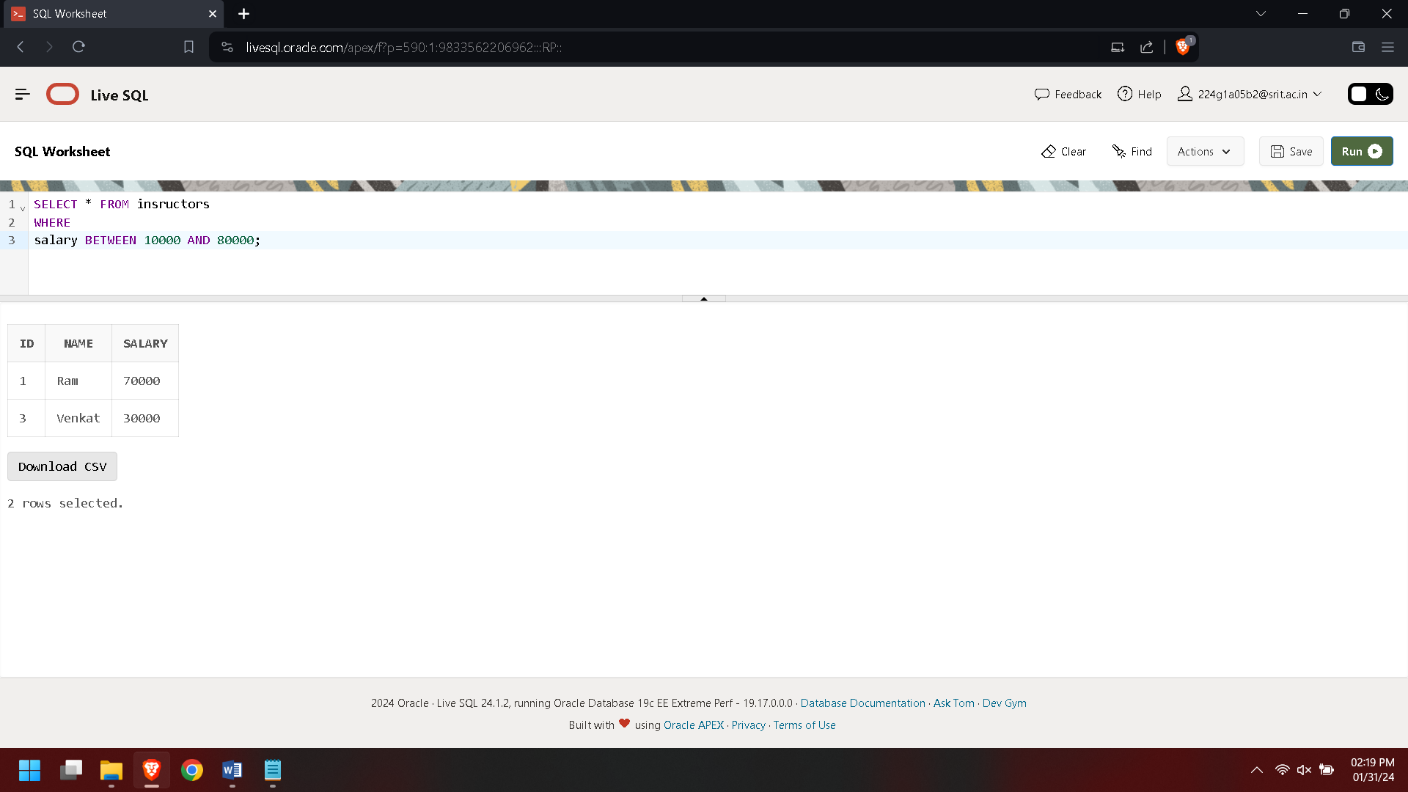 SQL Worksheet
livesql.oracle.com/apex/f?p=590:1:9833562206962:::RP::
1
Live SQL
Feedback
Help
224g1a05b2@srit.ac.in
SQL Worksheet
Clear
Find
Actions
Save
Run
1 SELECT * FROM insructors
2 WHERE
3 salary BETWEEN 10000 AND 80000;
ID NAME SALARY
1 Ram 70000
3 Venkat 30000
Download CSV
2 rows selected.
2024 Oracle · Live SQL 24.1.2, running Oracle Database 19c EE Extreme Perf - 19.17.0.0.0 · Database Documentation · Ask Tom · Dev Gym
Built with ❤ using Oracle APEX · Privacy · Terms of Use
02:19 PM
01/31/24